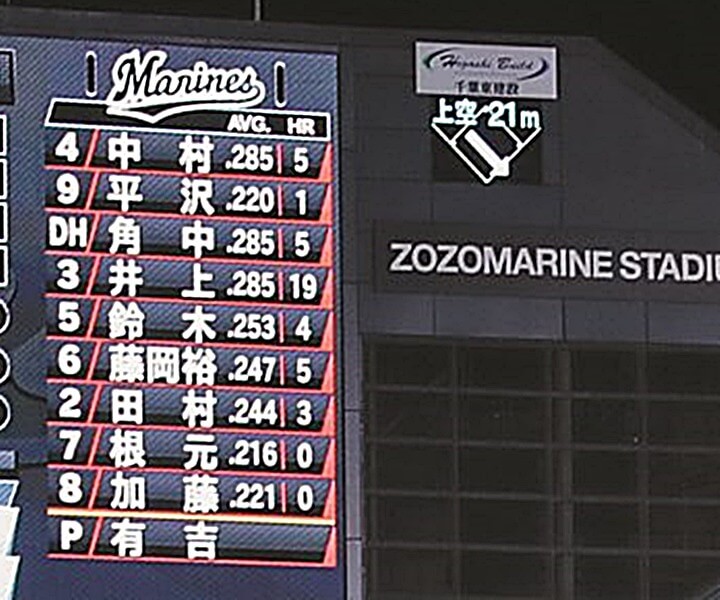 Marines
AVG. HR
4 中村 .285 5
9 平沢 .220 1
DH 角中 .285 5
3 井上 .285 19
5 鈴木 .253 4
6 藤岡裕 .247 5
2 田村 .244 3
7 根元 .216 0
8 加藤 .221 0
P 有吉
Higashi Build
千葉東建設
上空 21m
ZOZOMARINE STADIU